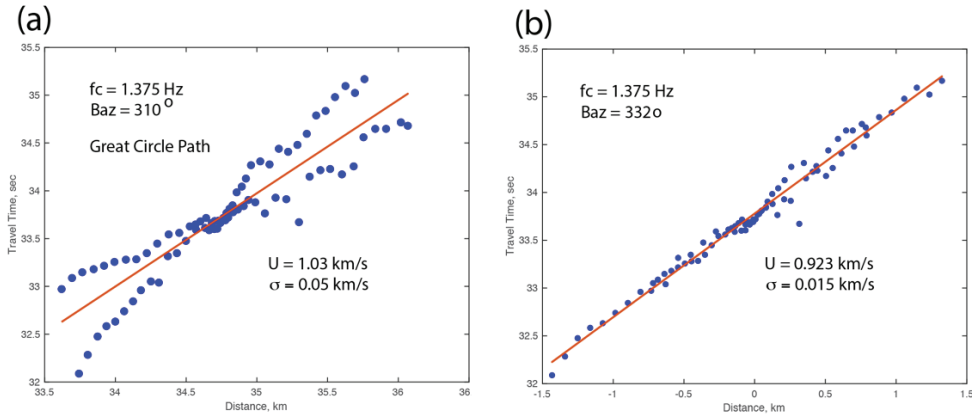 (a)
35.5
35
34.5
34
33.5
33
32.5
32
Travel Time, sec
fc = 1.375 Hz
Baz = 310°
Great Circle Path
U = 1.03 km/s
σ = 0.05 km/s
33.5 34 34.5 35 35.5 36 36
Distance, km
(b)
35.5
35
34.5
34
33.5
33
32.5
32
Travel Time, sec
fc = 1.375 Hz
Baz = 332o
U = 0.923 km/s
σ = 0.015 km/s
-1.5 -1 -0.5 0 0.5 1 1.5
Distance, km